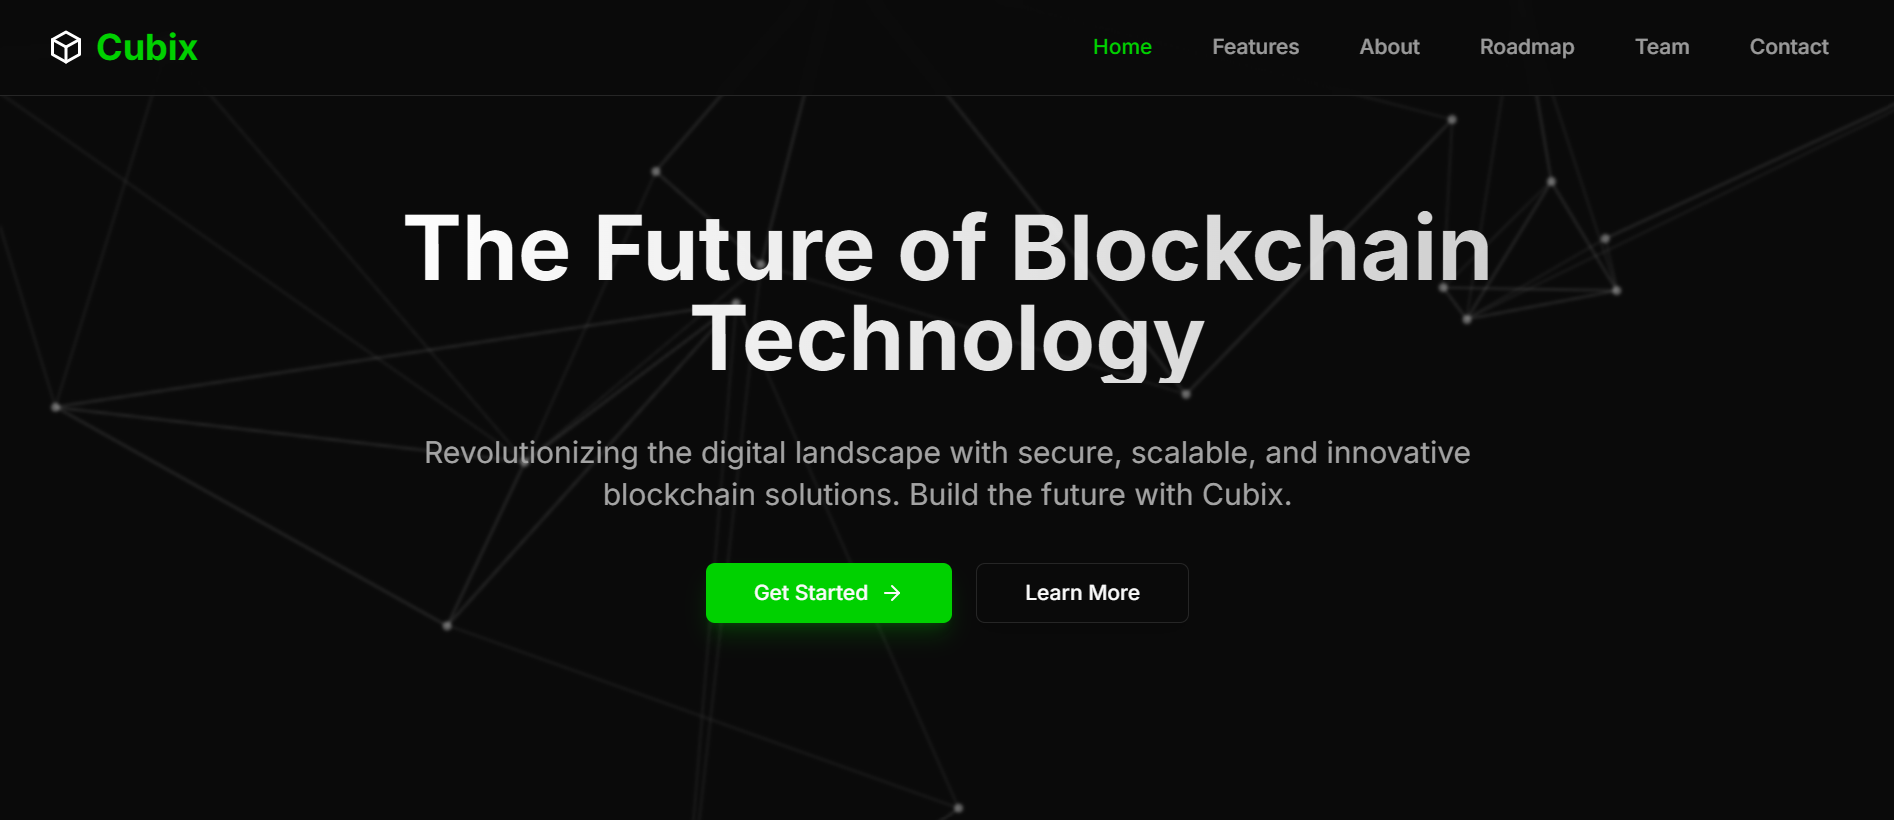 Cubix
Home Features About Roadmap Team Contact
The Future of Blockchain
Technology
Revolutionizing the digital landscape with secure, scalable, and innovative
blockchain solutions. Build the future with Cubix.
Get Started
Learn More